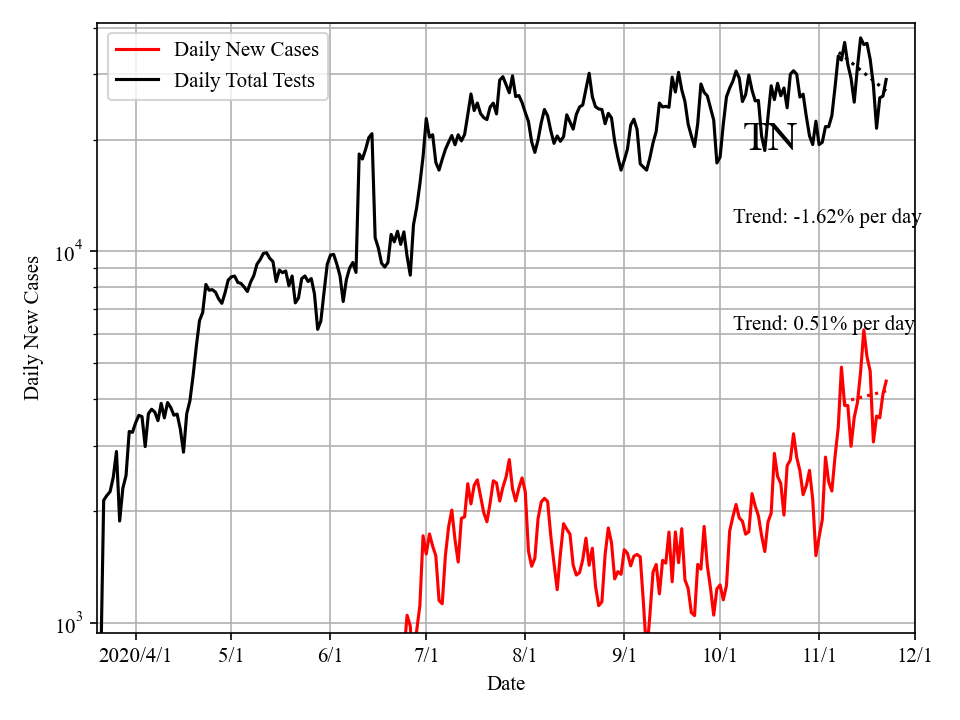 Daily New Cases
Daily Total Tests
TN
Trend: -1.62% per day
Trend: 0.51% per day
Daily New Cases
10^4
10^3
2020/4/1 5/1 6/1 7/1 8/1 9/1 10/1 11/1 12/1
Date